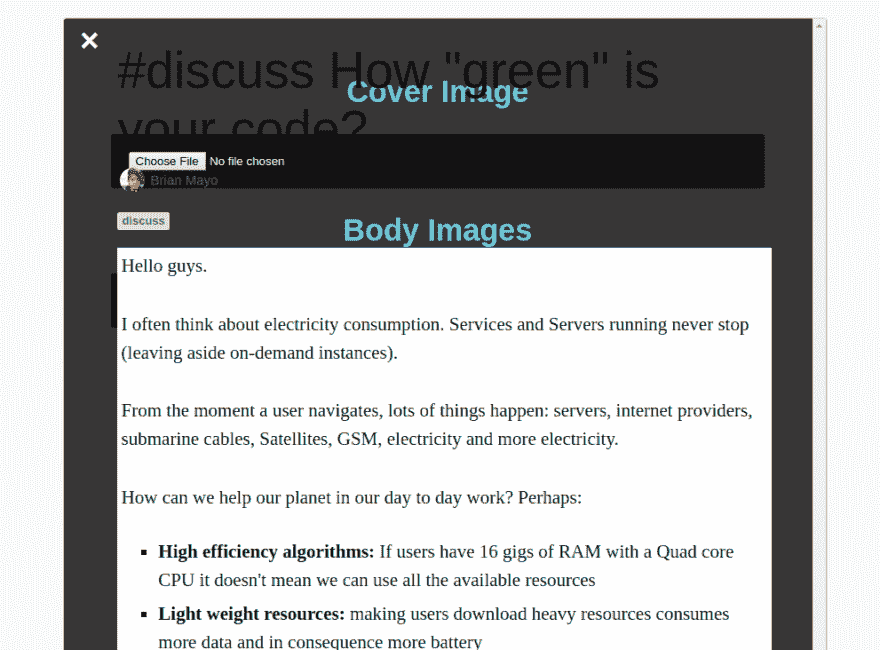 #discuss How "green" is
Cover Image
your code?
Choose File No file chosen
Brian Mayo
discuss
Body Images
Hello guys.
I often think about electricity consumption. Services and Servers running never stop
(leaving aside on-demand instances).
From the moment a user navigates, lots of things happen: servers, internet providers,
submarine cables, Satellites, GSM, electricity and more electricity.
How can we help our planet in our day to day work? Perhaps:
▪ High efficiency algorithms: If users have 16 gigs of RAM with a Quad core
CPU it doesn't mean we can use all the available resources
▪ Light weight resources: making users download heavy resources consumes
more data and in consequence more battery